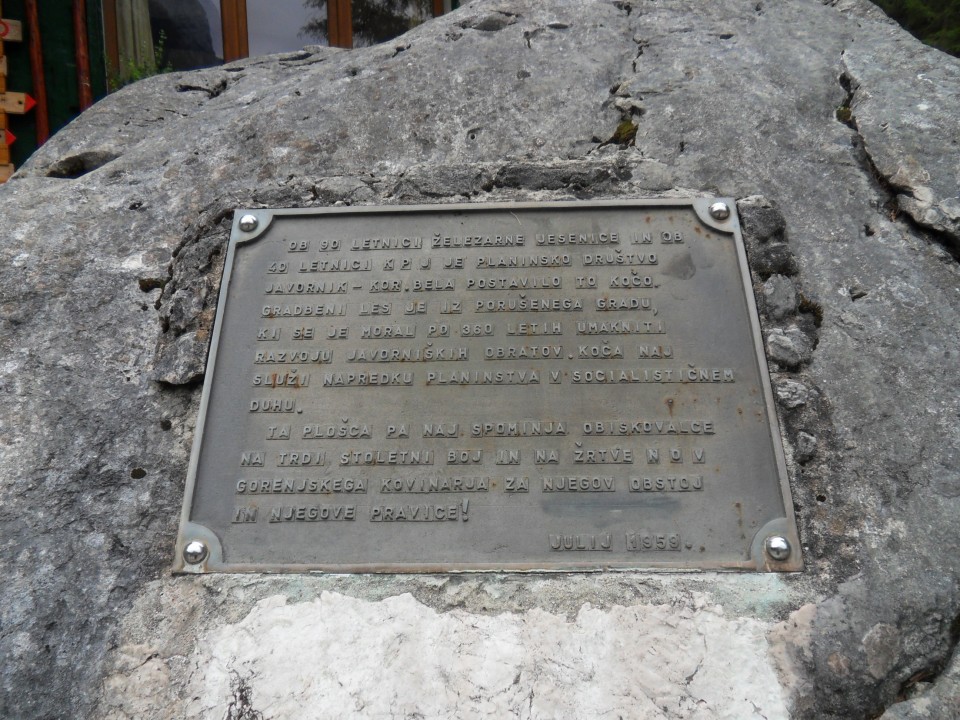 OB 90 LETNICI ŽELEZARNE JESENICE IN OB
40 LETNICI K P J JE PLANINSKO DRUŠTVO
JAVORNIK - KOR. BELA POSTAVILO TO KOČO.
GRADBENI LES JE IZ PORUŠENEGA GRADU,
KI SE JE MORAL PO 360 LETIH UMAKNITI
RAZVOJU JAVORNIŠKIH OBRATOV. KOČA NAJ
SLUŽI NAPREDKU PLANINSTVA V SOCIALISTIČNEM
DUHU.
TA PLOŠČA PA NAJ SPOMINJA OBISKOVALCE
NA TRDI STOLETNI BOJ IN NA ŽRTVE N O V
GORENJSKEGA KOVINARJA ZA NJEGOV OBSTOJ
IN NJEGOVE PRAVICE!
JULIJ 1959.